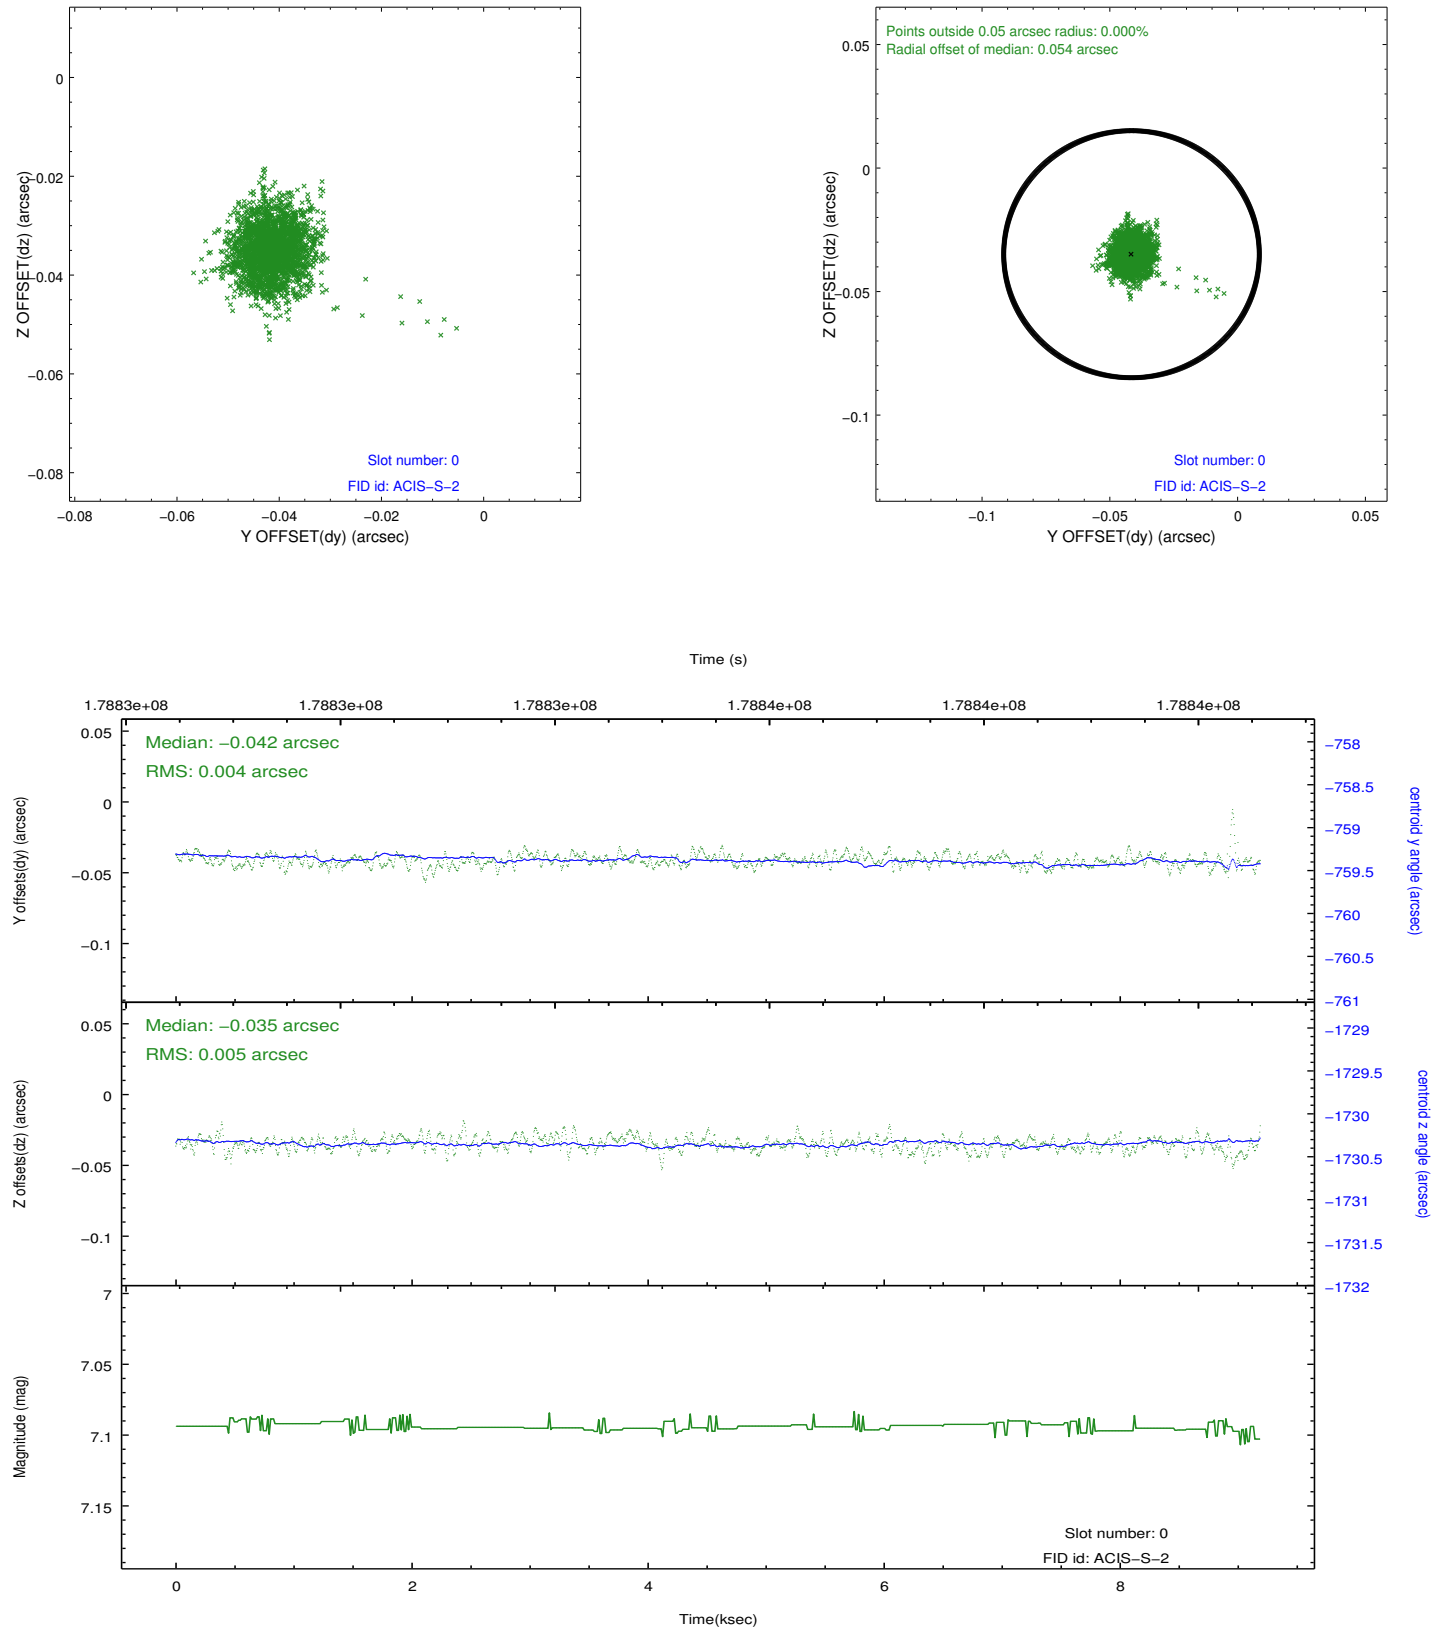 0
−0.02
−0.04
−0.06
−0.08
Z OFFSET(dz) (arcsec)
Slot number: 0
FID id: ACIS−S−2
−0.08
−0.06
−0.04
−0.02
0
Y OFFSET(dy) (arcsec)
Points outside 0.05 arcsec radius: 0.000%
Radial offset of median: 0.054 arcsec
0.05
0
−0.05
−0.1
Z OFFSET(dz) (arcsec)
Slot number: 0
FID id: ACIS−S−2
−0.1
−0.05
0
0.05
Y OFFSET(dy) (arcsec)
Time (s)
1.7883e+08
1.7883e+08
1.7883e+08
1.7884e+08
1.7884e+08
1.7884e+08
Median: −0.042 arcsec
RMS: 0.004 arcsec
0.05
0
−0.05
−0.1
Y offsets(dy) (arcsec)
−758
−758.5
−759
−759.5
−760
−760.5
−761
centroid y angle (arcsec)
Median: −0.035 arcsec
RMS: 0.005 arcsec
0.05
0
−0.05
−0.1
Z offsets(dz) (arcsec)
−1729
−1729.5
−1730
−1730.5
−1731
−1731.5
−1732
centroid z angle (arcsec)
7
7.05
7.1
7.15
Magnitude (mag)
Slot number: 0
FID id: ACIS−S−2
0
2
4
6
8
Time(ksec)